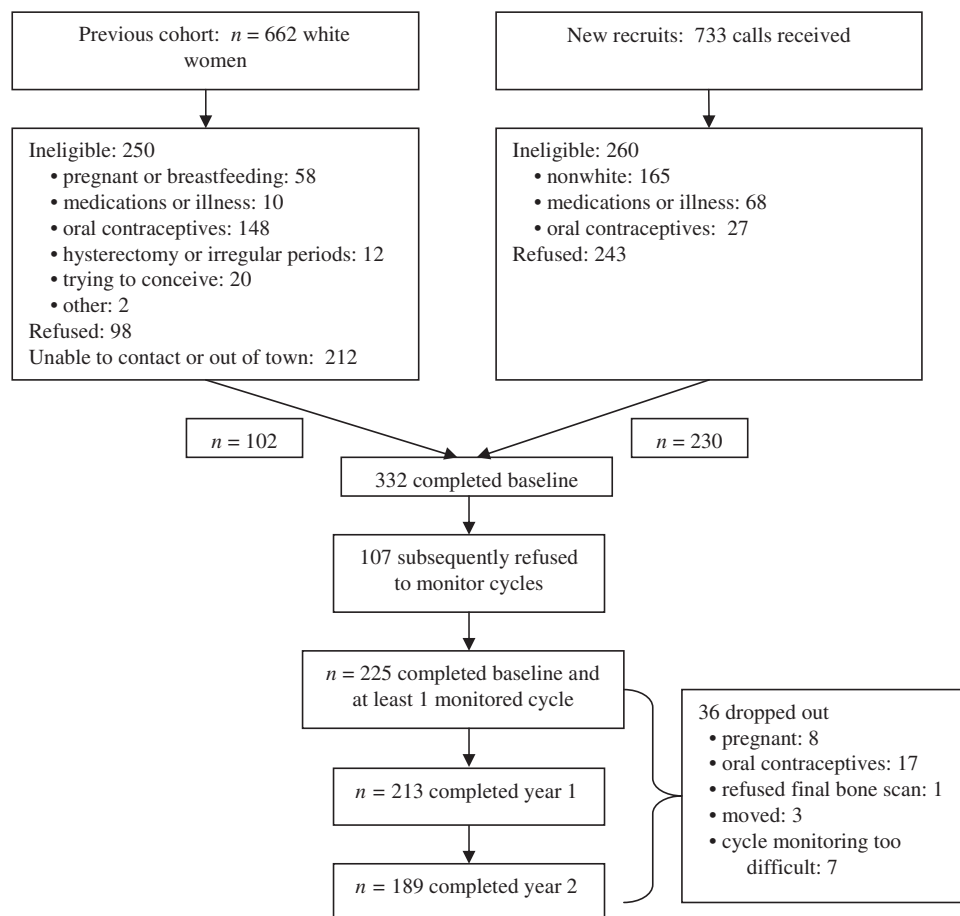 Previous cohort: n = 662 white
women
New recruits: 733 calls received
Ineligible: 250
• pregnant or breastfeeding: 58
• medications or illness: 10
• oral contraceptives: 148
• hysterectomy or irregular periods: 12
• trying to conceive: 20
• other: 2
Refused: 98
Unable to contact or out of town: 212
Ineligible: 260
• nonwhite: 165
• medications or illness: 68
• oral contraceptives: 27
Refused: 243
n = 102
n = 230
332 completed baseline
107 subsequently refused
to monitor cycles
n = 225 completed baseline and
at least 1 monitored cycle
36 dropped out
• pregnant: 8
• oral contraceptives: 17
• refused final bone scan: 1
• moved: 3
• cycle monitoring too
difficult: 7
n = 213 completed year 1
n = 189 completed year 2